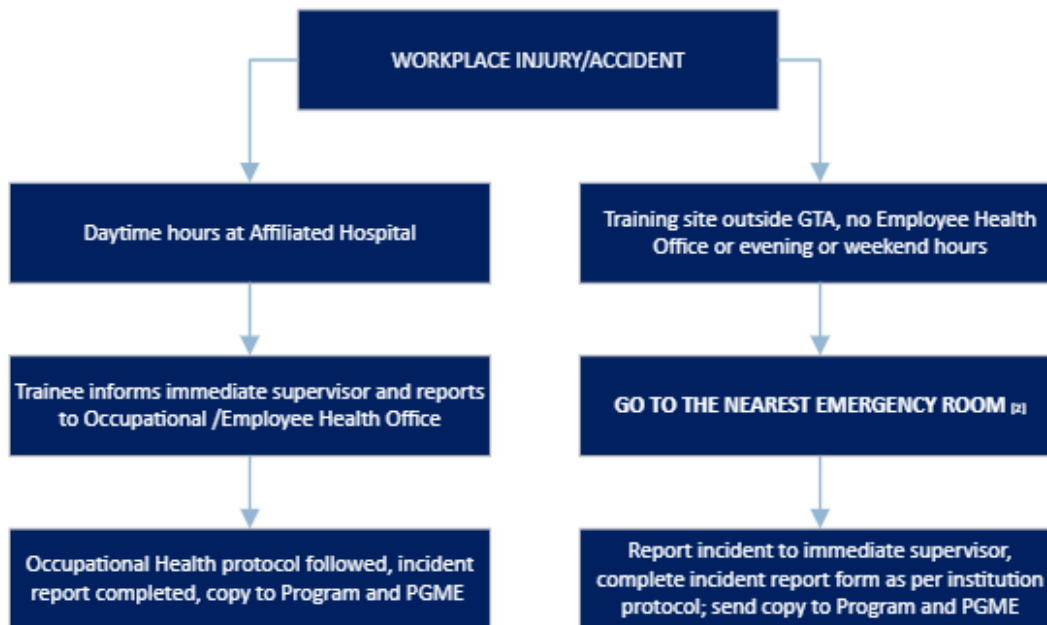 WORKPLACE INJURY/ACCIDENT
Daytime hours at Affiliated Hospital
Trainee informs immediate supervisor and reports
to Occupational /Employee Health Office
Occupational Health protocol followed, incident
report completed, copy to Program and PGME
Training site outside GTA, no Employee Health
Office or evening or weekend hours
GO TO THE NEAREST EMERGENCY ROOM [2]
Report incident to immediate supervisor,
complete incident report form as per institution
protocol; send copy to Program and PGME